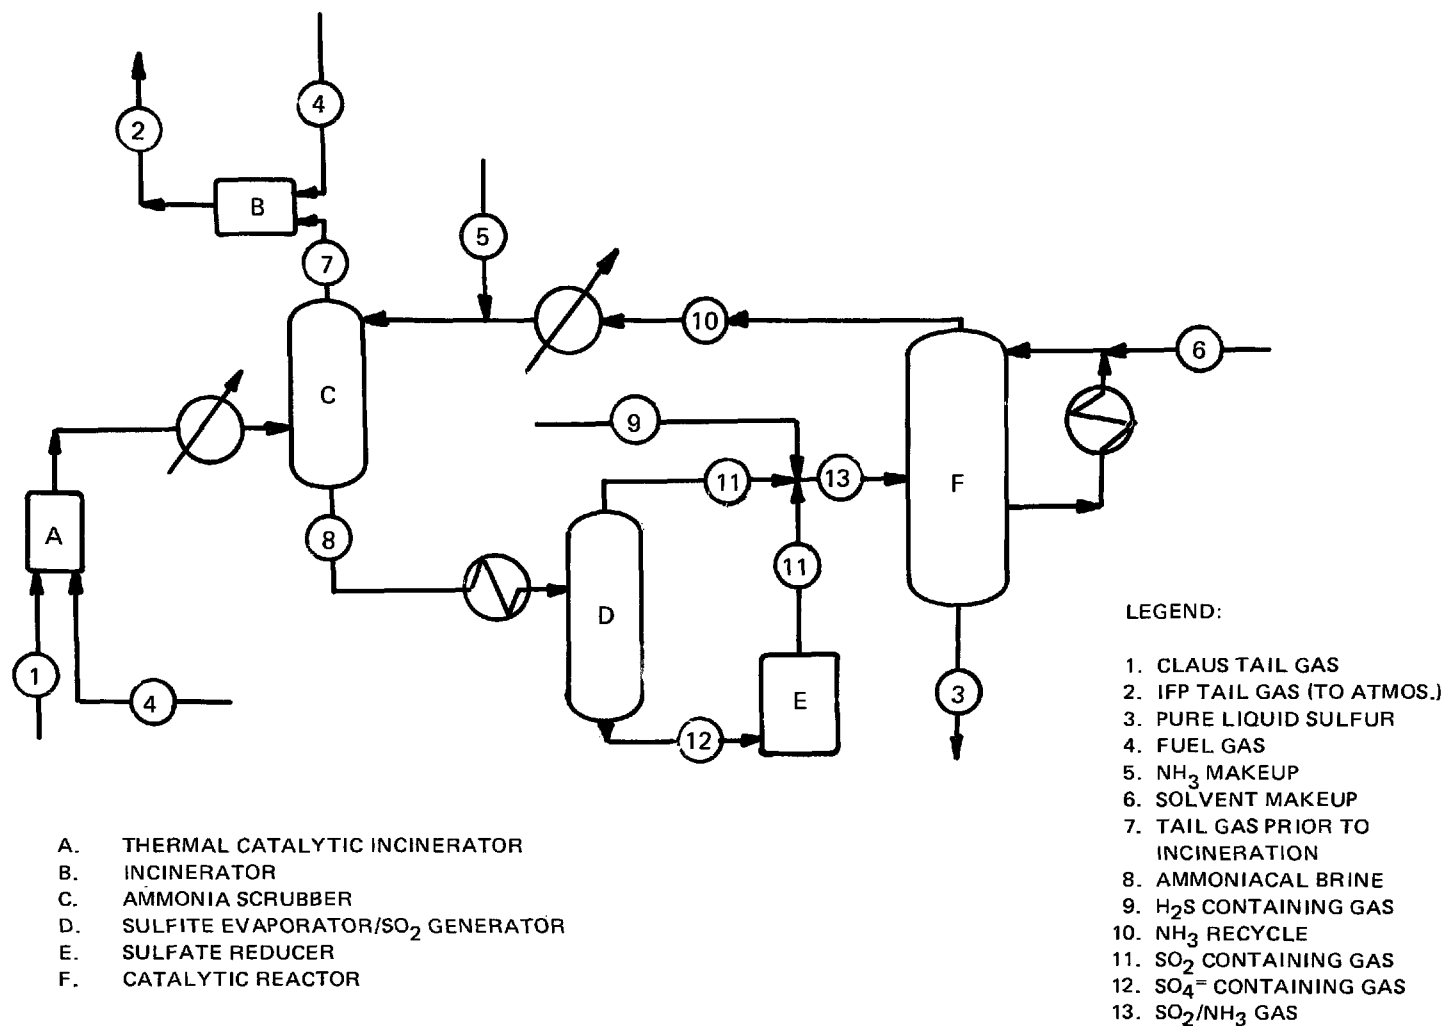 4
2
B
5
7
10
6
C
9
11
13
F
A
8
11
D
1
4
12
E
3
LEGEND:
1. CLAUS TAIL GAS
2. IFP TAIL GAS (TO ATMOS.)
3. PURE LIQUID SULFUR
4. FUEL GAS
5. NH3 MAKEUP
6. SOLVENT MAKEUP
7. TAIL GAS PRIOR TO
INCINERATION
8. AMMONIACAL BRINE
9. H2S CONTAINING GAS
10. NH3 RECYCLE
11. SO2 CONTAINING GAS
12. SO4= CONTAINING GAS
13. SO2/NH3 GAS
A. THERMAL CATALYTIC INCINERATOR
B. INCINERATOR
C. AMMONIA SCRUBBER
D. SULFITE EVAPORATOR/SO2 GENERATOR
E. SULFATE REDUCER
F. CATALYTIC REACTOR